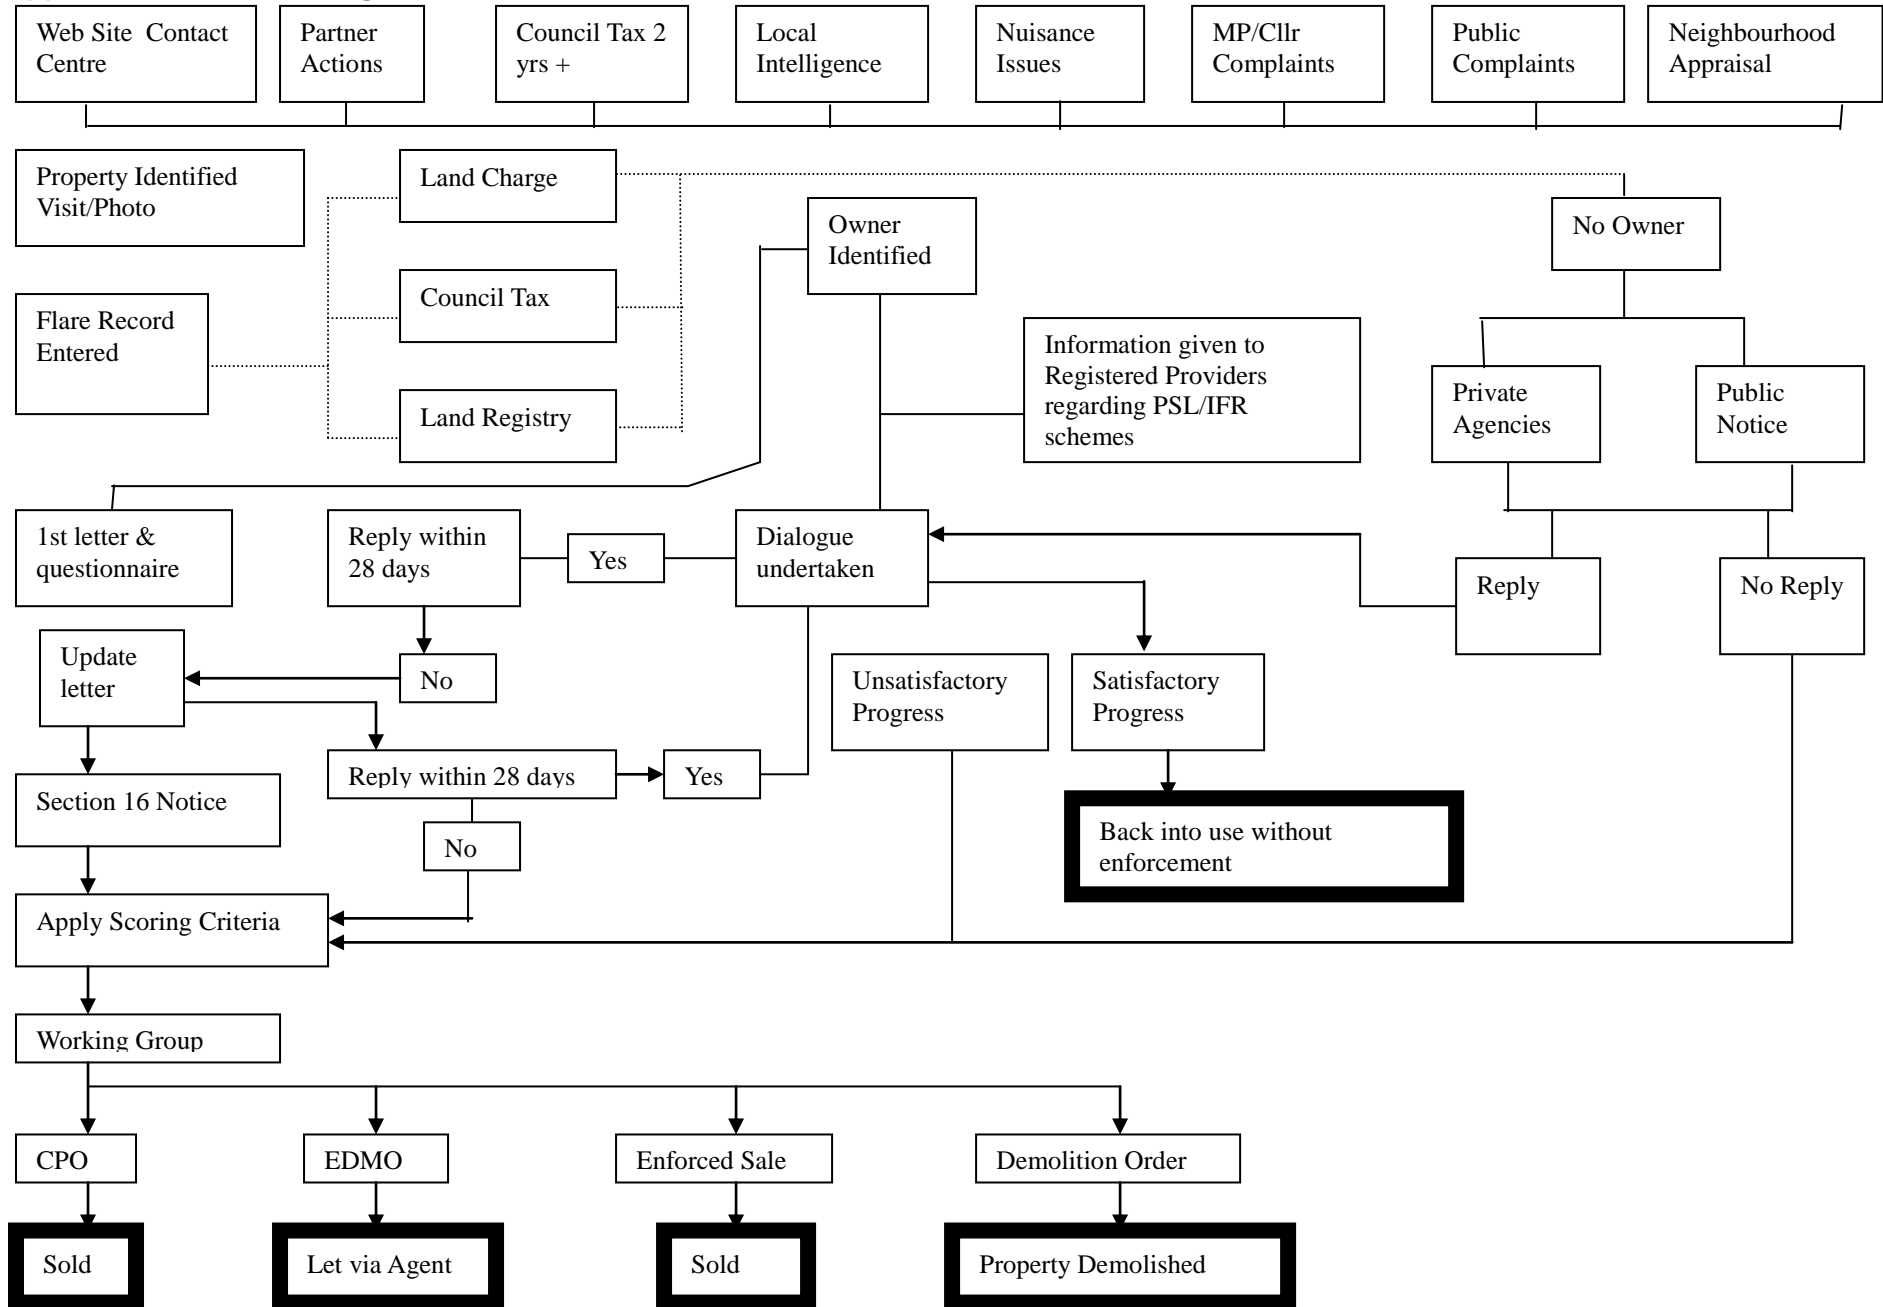 Web Site  Contact
Centre
Partner
Actions
Council Tax 2
yrs +
Local
Intelligence
Nuisance
Issues
MP/Cllr
Complaints
Public
Complaints
Neighbourhood
Appraisal
Property Identified
Visit/Photo
Land Charge
Owner
Identified
No Owner
Flare Record
Entered
Council Tax
Information given to
Registered Providers
regarding PSL/IFR
schemes
Land Registry
Private
Agencies
Public
Notice
1st letter &
questionnaire
Reply within
28 days
Yes
Dialogue
undertaken
Reply
No Reply
Update
letter
No
Unsatisfactory
Progress
Satisfactory
Progress
Section 16 Notice
Reply within 28 days
Yes
No
Back into use without
enforcement
Apply Scoring Criteria
Working Group
CPO
EDMO
Enforced Sale
Demolition Order
Sold
Let via Agent
Sold
Property Demolished